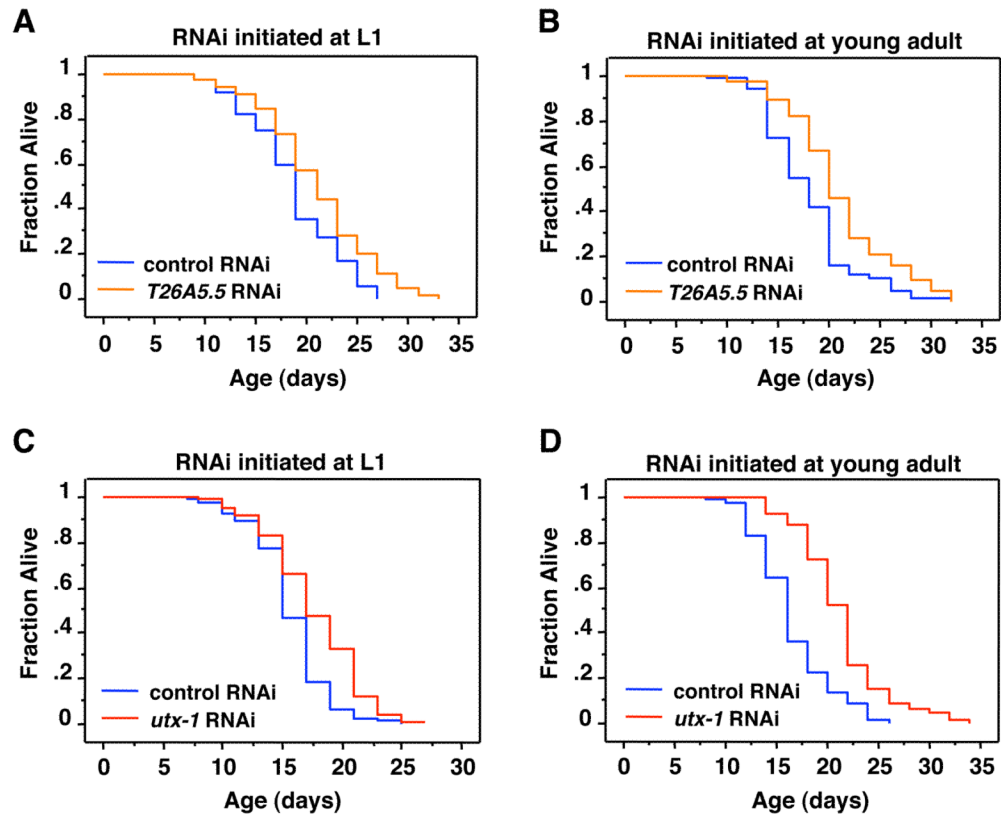 A
RNAi initiated at L1
Fraction Alive
1
.8
.6
.4
.2
0
control RNAi
T26A5.5 RNAi
0 5 10 15 20 25 30 35
Age (days)
B
RNAi initiated at young adult
Fraction Alive
1
.8
.6
.4
.2
0
control RNAi
T26A5.5 RNAi
0 5 10 15 20 25 30 35
Age (days)
C
RNAi initiated at L1
Fraction Alive
1
.8
.6
.4
.2
0
control RNAi
utx-1 RNAi
0 5 10 15 20 25 30
Age (days)
D
RNAi initiated at young adult
Fraction Alive
1
.8
.6
.4
.2
0
control RNAi
utx-1 RNAi
0 5 10 15 20 25 30 35
Age (days)